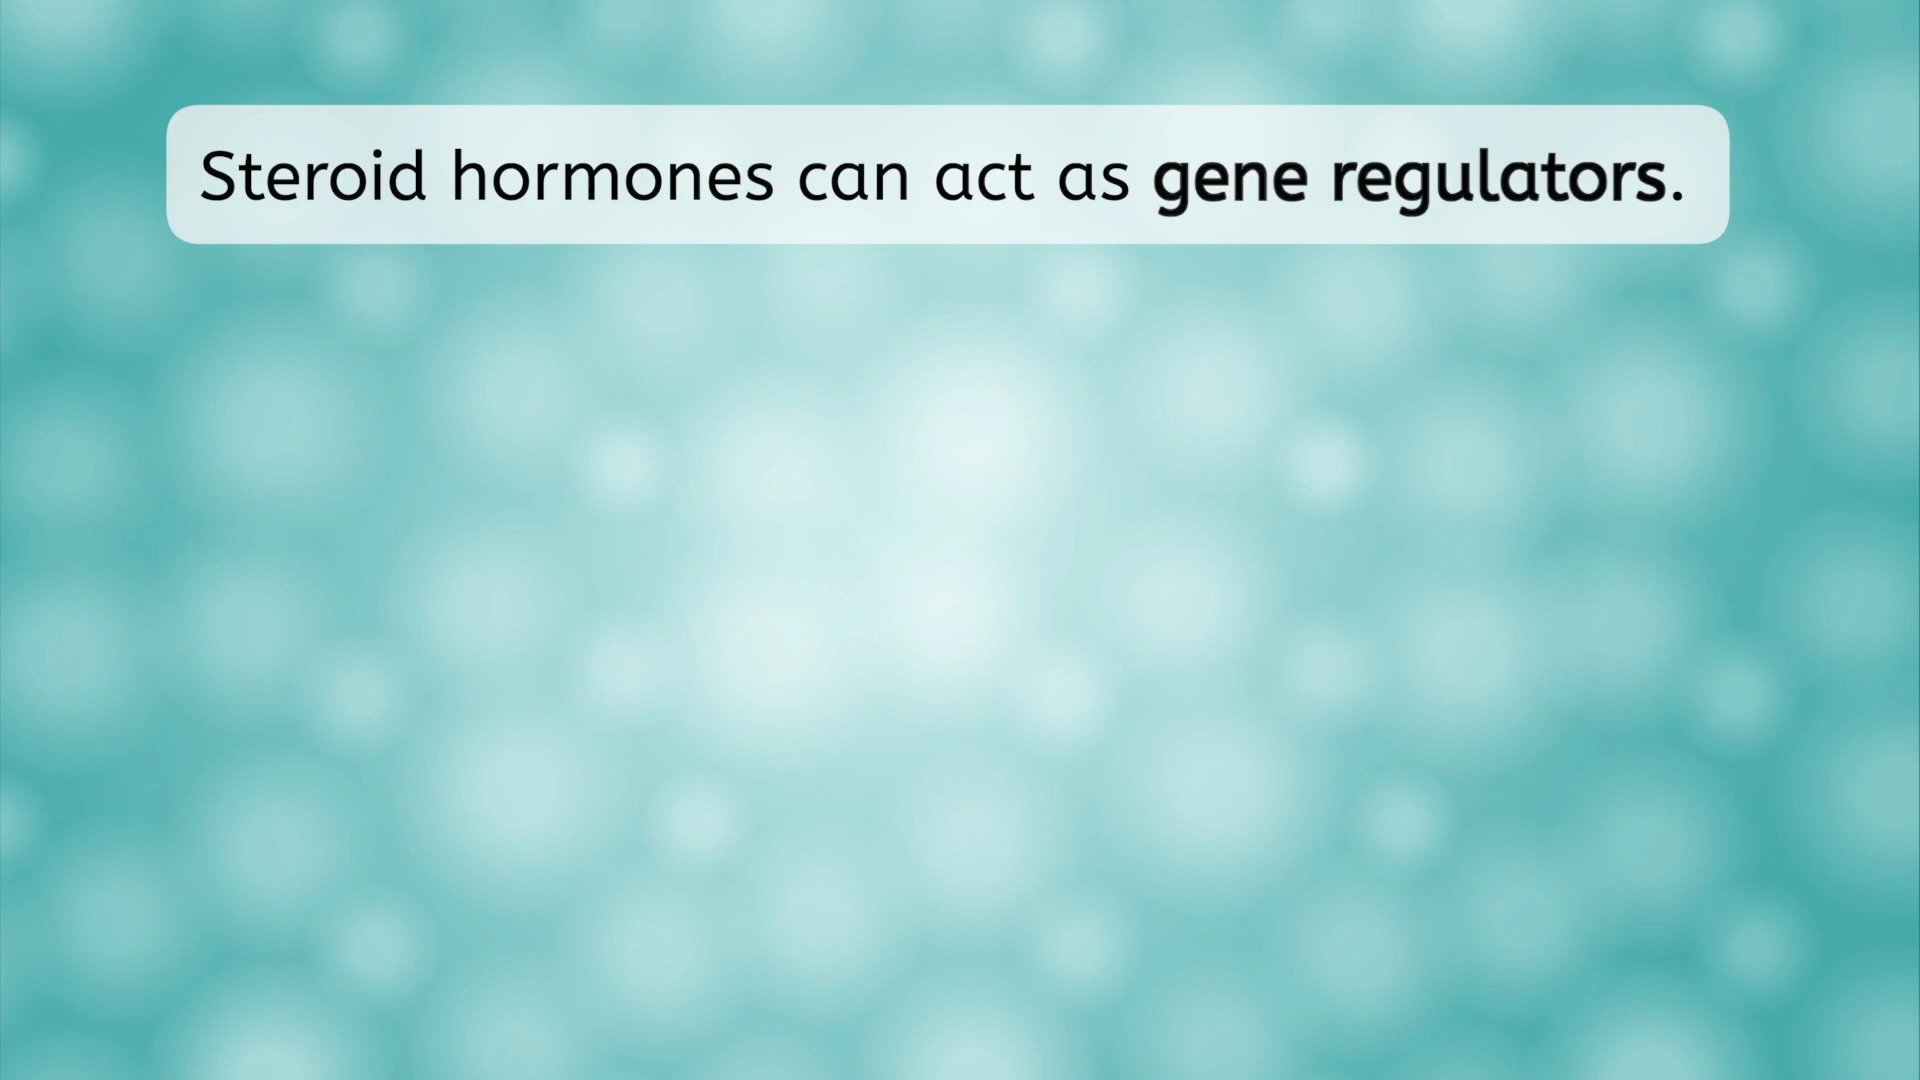 Steroid hormones can act as gene regulators.